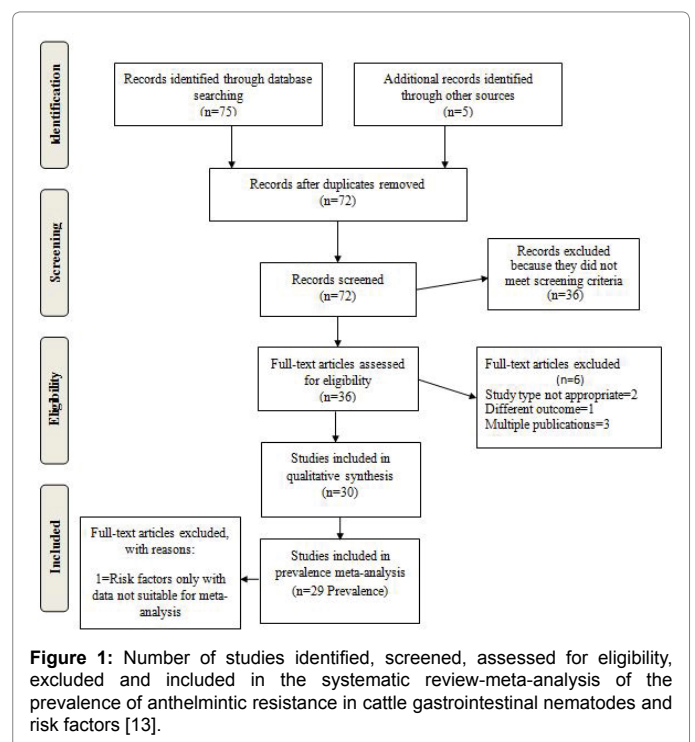 Identification
Records identified through database
searching
(n=75)
Additional records identified
through other sources
(n=5)
Records after duplicates removed
(n=72)
Screening
Records screened
(n=72)
Records excluded
because they did not
meet screening criteria
(n=36)
Eligibility
Full-text articles assessed
for eligibility
(n=36)
Full-text articles excluded
(n=6)
Study type not appropriate=2
Different outcome=1
Multiple publications=3
Studies included in
qualitative synthesis
(n=30)
Included
Full-text articles excluded,
with reasons:
1=Risk factors only with
data not suitable for meta-
analysis
Studies included in
prevalence meta-analysis
(n=29 Prevalence)
Figure 1: Number of studies identified, screened, assessed for eligibility,
excluded and included in the systematic review-meta-analysis of the
prevalence of anthelmintic resistance in cattle gastrointestinal nematodes and
risk factors [13].